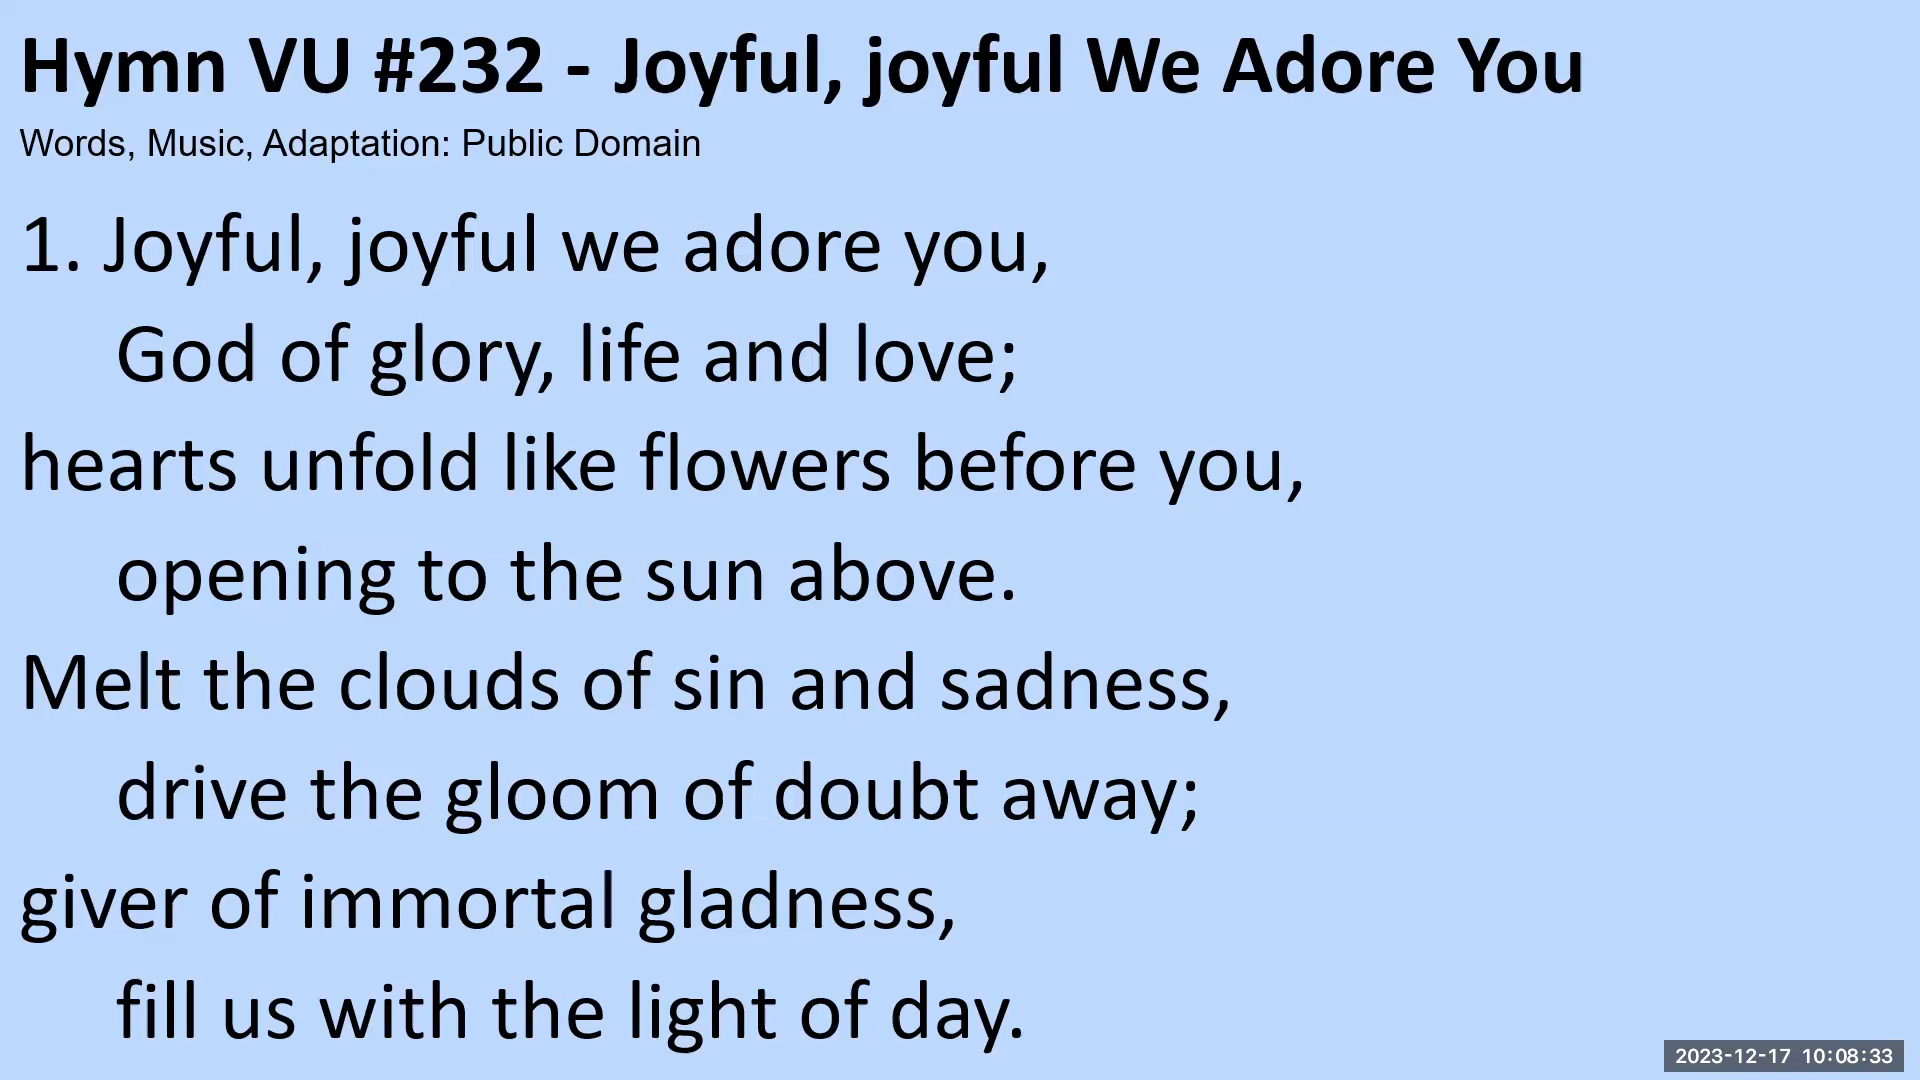 Hymn VU #232 - Joyful, joyful We Adore You
Words, Music, Adaptation: Public Domain
1. Joyful, joyful we adore you,
God of glory, life and love;
hearts unfold like flowers before you,
opening to the sun above.
Melt the clouds of sin and sadness,
drive the gloom of doubt away;
giver of immortal gladness,
fill us with the light of day.
2023-12-17 10:08:33